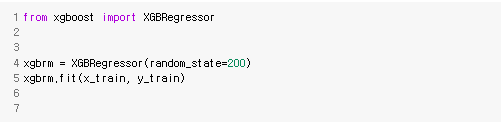 1 from xgboost import XGBRegressor
2
3
4 xgbrm = XGBRegressor(random_state=200)
5 xgbrm.fit(x_train, y_train)
6
7